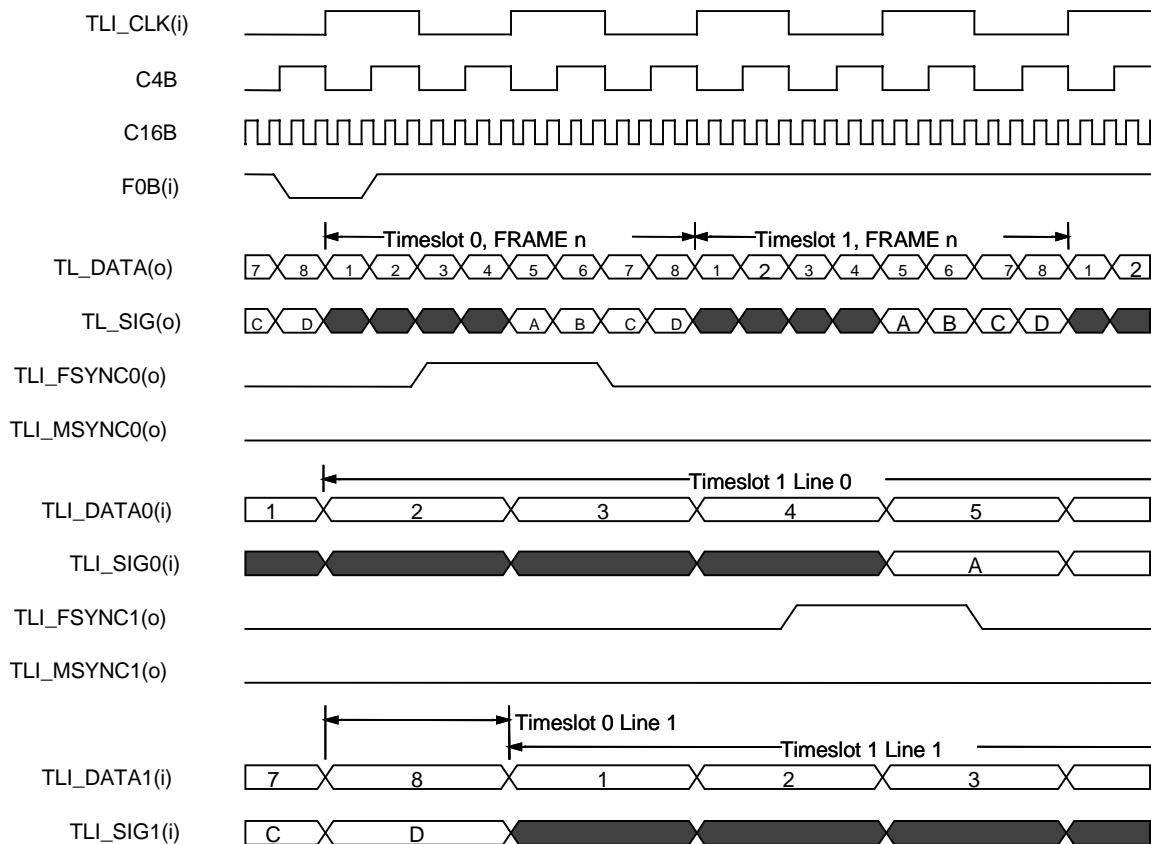 TLI_CLK(i)
C4B
C16B
F0B(i)
Timeslot 0, FRAME n Timeslot 1, FRAME n
TL_DATA(o) 7 8 1 2 3 4 5 6 7 8 1 2 3 4 5 6 7 8 1 2
TL_SIG(o) C D A B C D A B C D
TLI_FSYNC0(o)
TLI_MSYNC0(o)
Timeslot 1 Line 0
TLI_DATA0(i) 1 2 3 4 5
TLI_SIG0(i) A
TLI_FSYNC1(o)
TLI_MSYNC1(o)
Timeslot 0 Line 1
Timeslot 1 Line 1
TLI_DATA1(i) 7 8 1 2 3
TLI_SIG1(i) C D